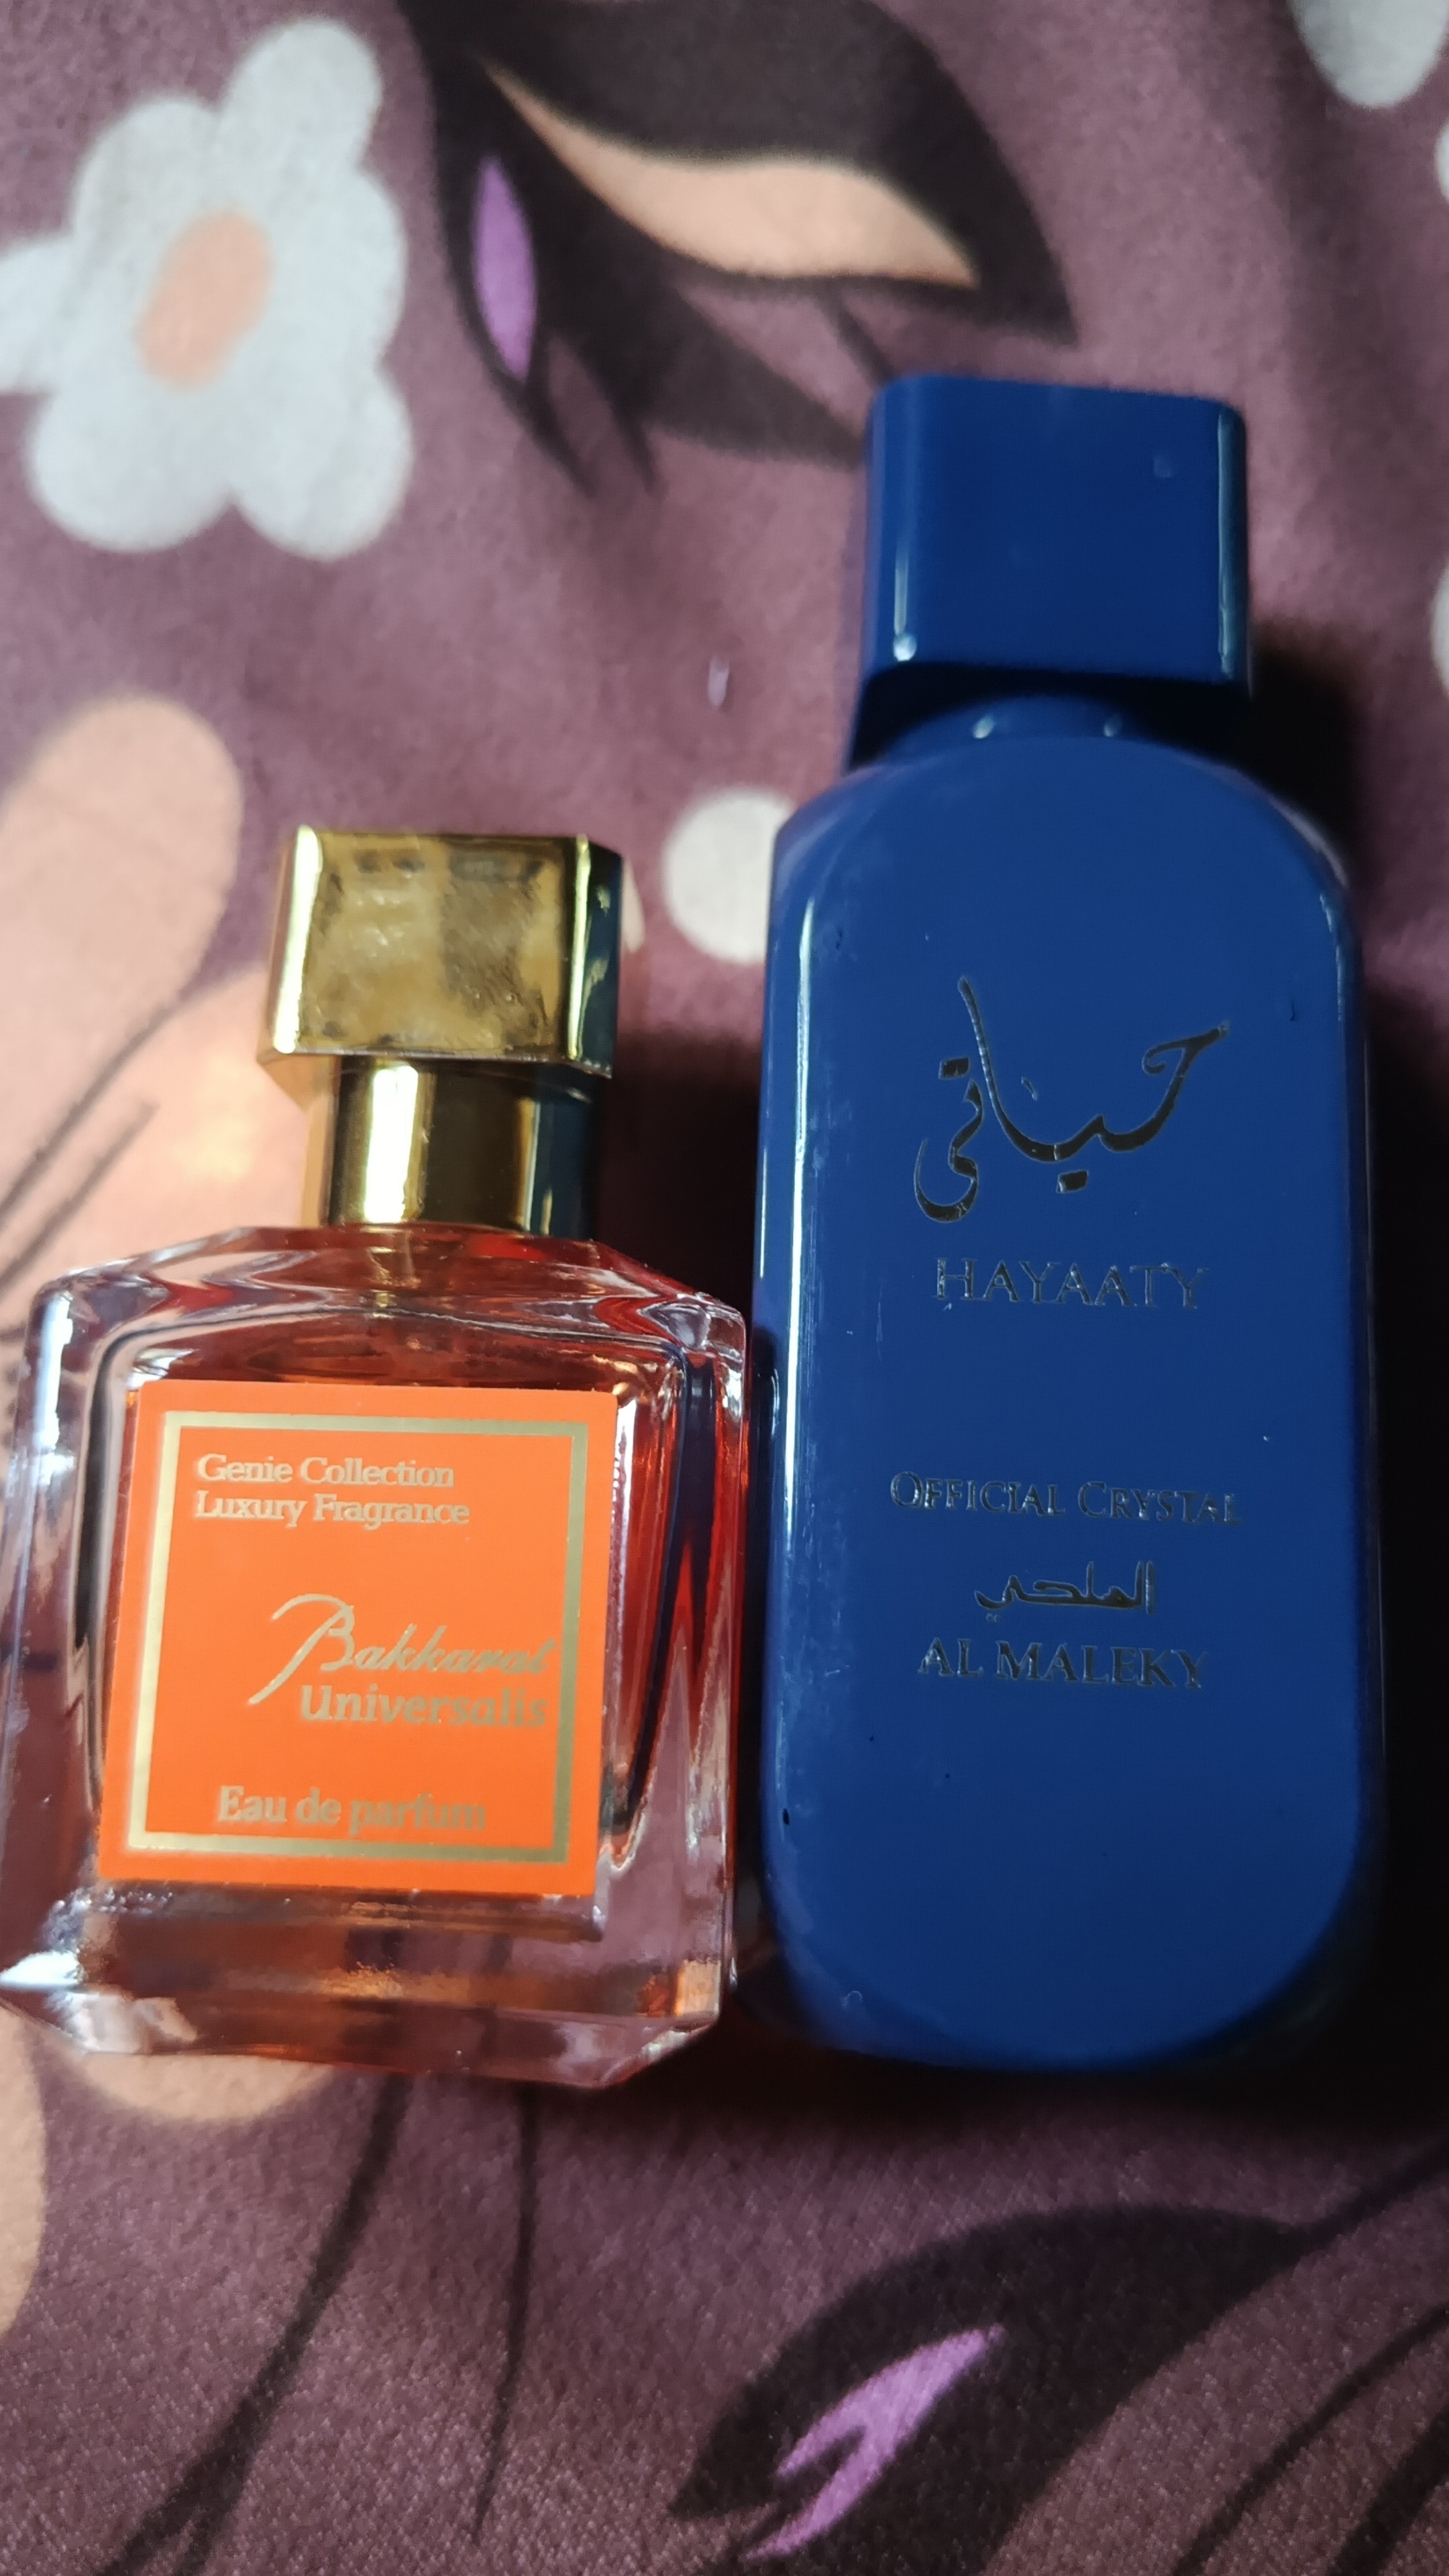 Genie Collection
Luxury Fragrance
Bakkarat
Universalis
Eau de parfum
حياتي
HAYAATY
OFFICIAL CRYSTAL
الملكي
AL MALEKY